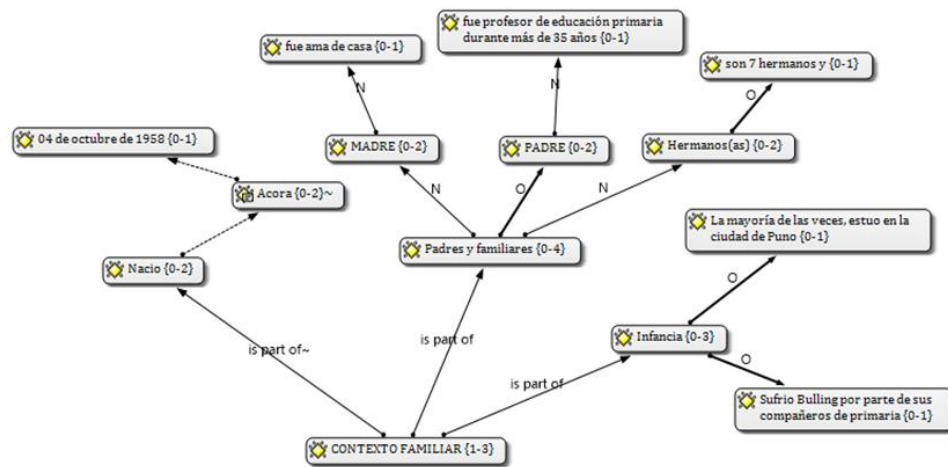 fue profesor de educación primaria
durante más de 35 años {0-1}
fue ama de casa {0-1}
son 7 hermanos y {0-1}
N
N
O
04 de octubre de 1958 {0-1}
MADRE {0-2}
PADRE {0-2}
Hermanos(as) {0-2}
Acora {0-2}~
N
O
N
La mayoría de las veces, estuo en la
ciudad de Puno {0-1}
Padres y familiares {0-4}
Nacio {0-2}
O
is part of~
is part of
Infancia {0-3}
O
is part of
Sufrio Bulling por parte de sus
compañeros de primaria {0-1}
CONTEXTO FAMILIAR {1-3}